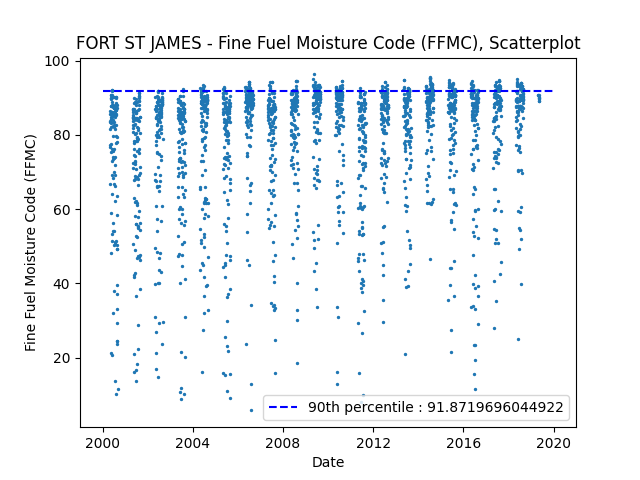 FORT ST JAMES - Fine Fuel Moisture Code (FFMC), Scatterplot
100
80
60
40
20
Fine Fuel Moisture Code (FFMC)
90th percentile : 91.8719696044922
2000
2004
2008
2012
2016
2020
Date